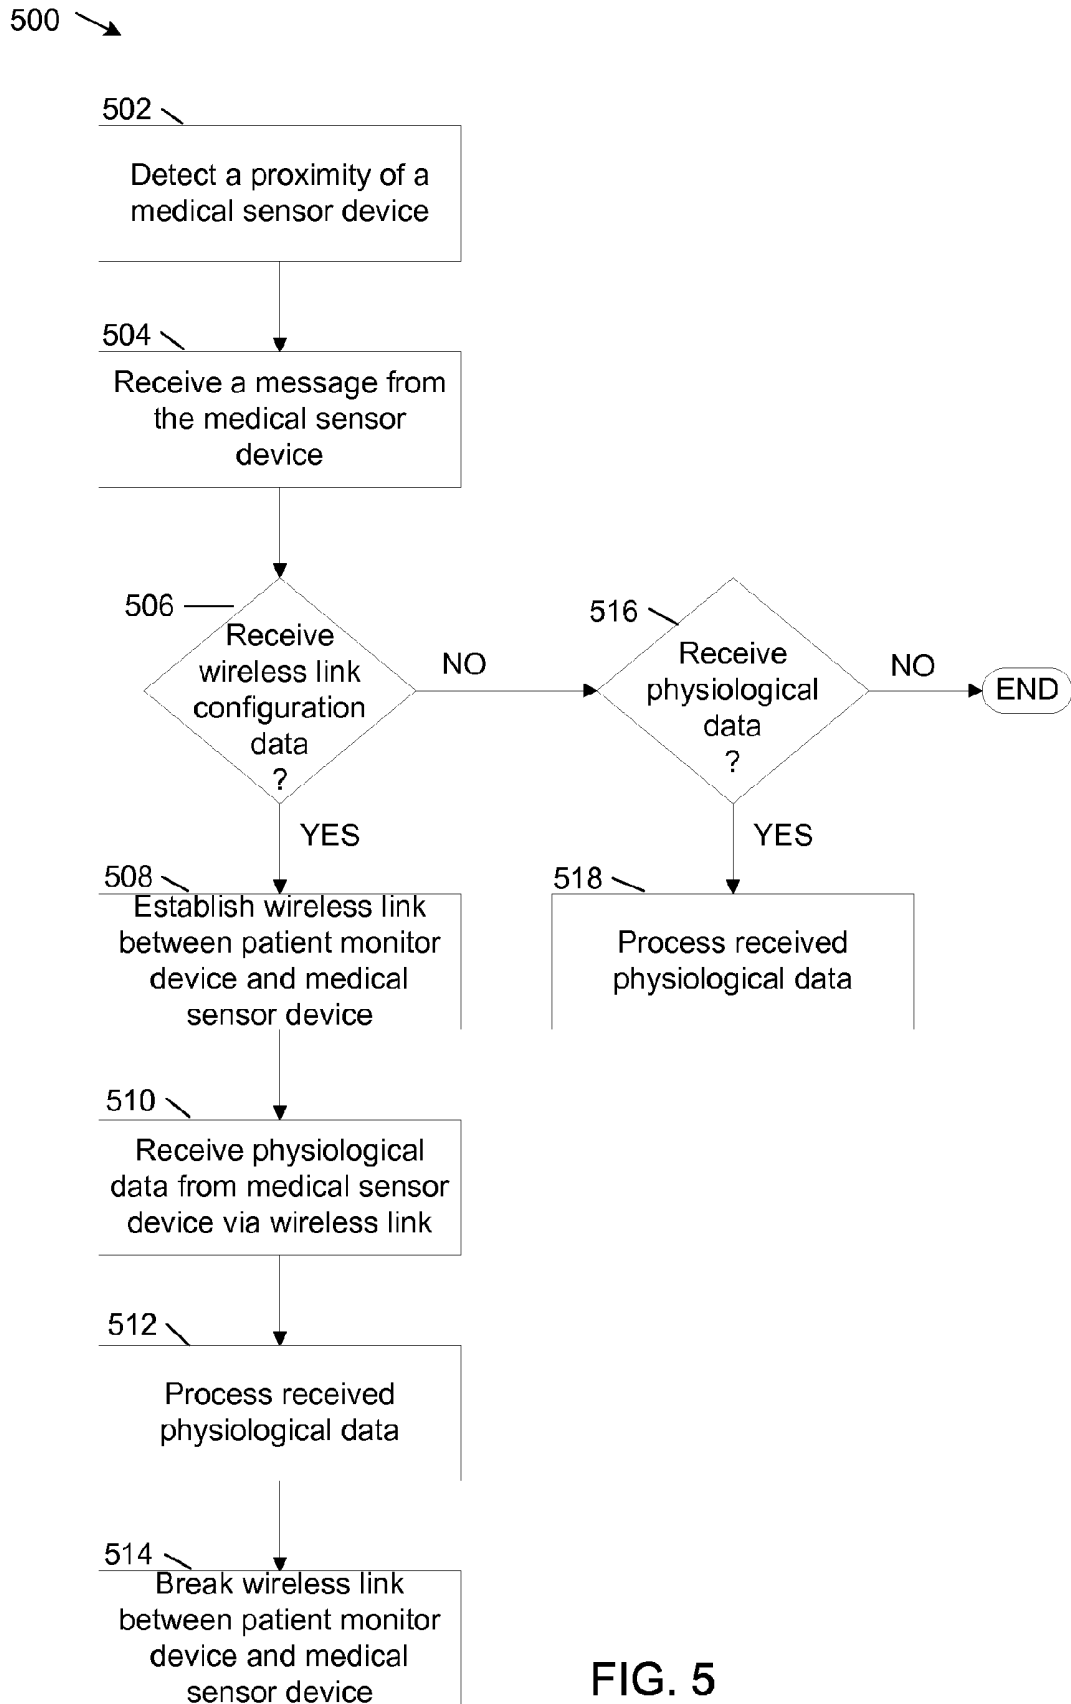 500
502
Detect a proximity of a
medical sensor device
504
Receive a message from
the medical sensor
device
506
Receive
wireless link
configuration
data
?
NO
516
Receive
physiological
data
?
NO
END
YES
YES
508
Establish wireless link
between patient monitor
device and medical
sensor device
518
Process received
physiological data
510
Receive physiological
data from medical sensor
device via wireless link
512
Process received
physiological data
514
Break wireless link
between patient monitor
device and medical
sensor device
FIG. 5